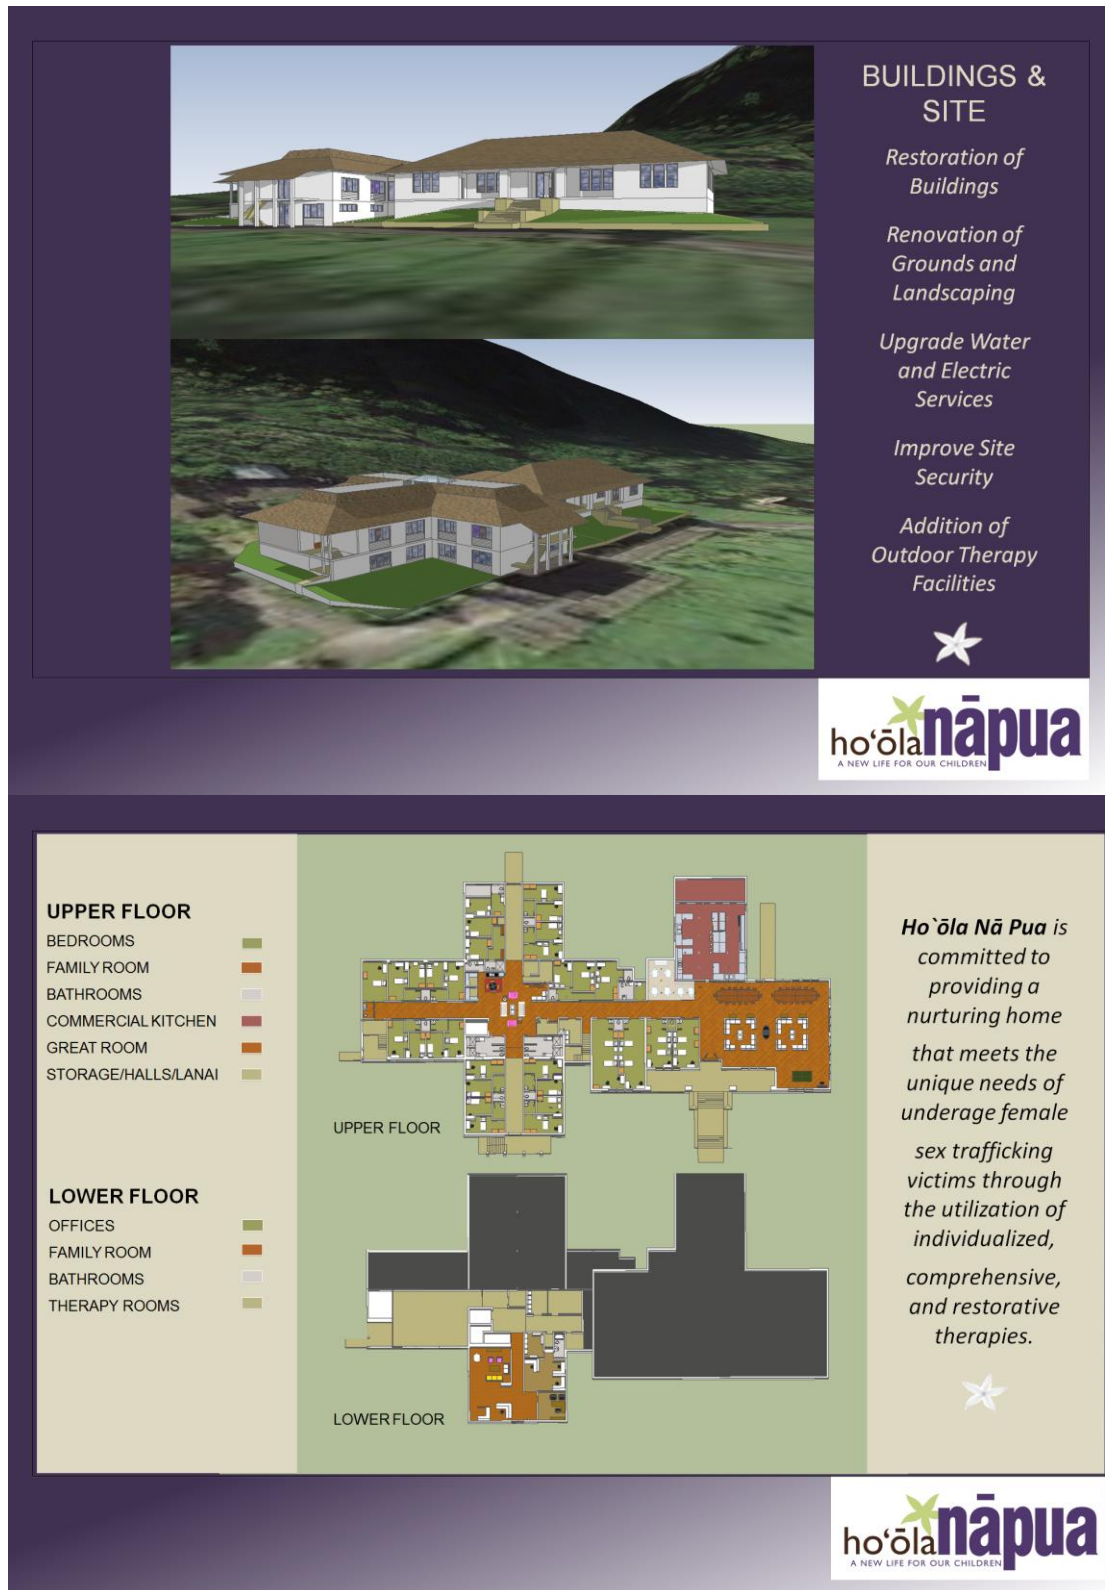 BUILDINGS &
SITE
Restoration of
Buildings
Renovation of
Grounds and
Landscaping
Upgrade Water
and Electric
Services
Improve Site
Security
Addition of
Outdoor Therapy
Facilities
ho‘ōla nāpua
A NEW LIFE FOR OUR CHILDREN
UPPER FLOOR
BEDROOMS
FAMILY ROOM
BATHROOMS
COMMERCIAL KITCHEN
GREAT ROOM
STORAGE/HALLS/LANAI
LOWER FLOOR
OFFICES
FAMILY ROOM
BATHROOMS
THERAPY ROOMS
UPPER FLOOR
LOWER FLOOR
Ho`ōla Nā Pua is
committed to
providing a
nurturing home
that meets the
unique needs of
underage female
sex trafficking
victims through
the utilization of
individualized,
comprehensive,
and restorative
therapies.
ho‘ōla nāpua
A NEW LIFE FOR OUR CHILDREN